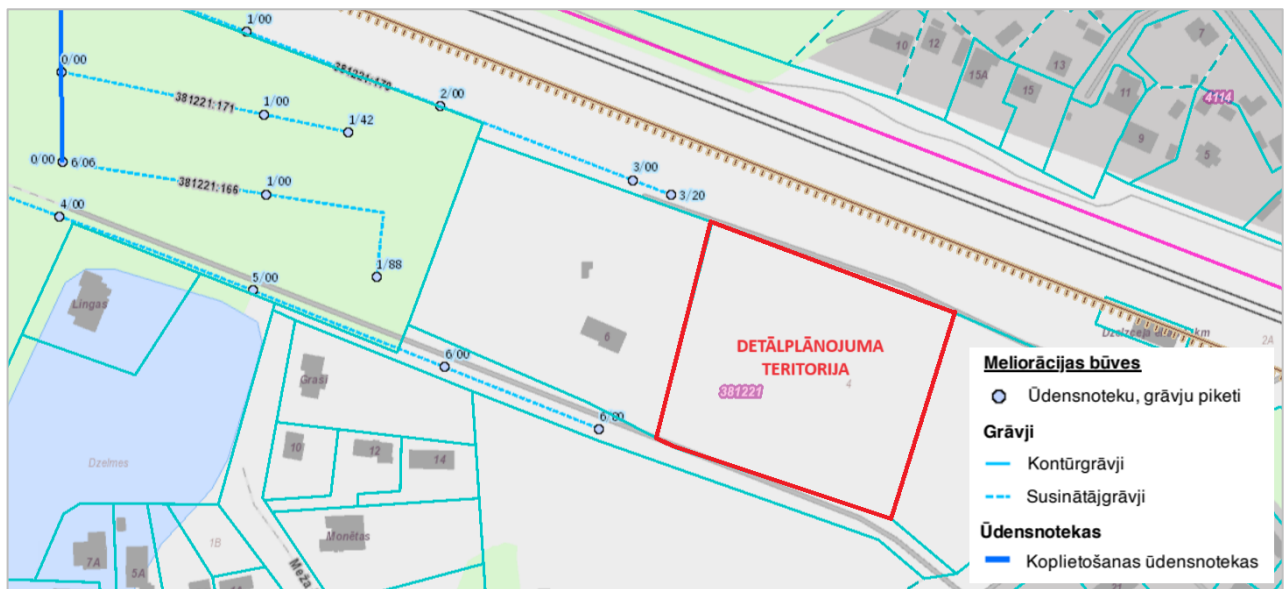 1/00
381221:170
2/00
3/00
3/20
0/00
381221:171
1/00
1/42
0/00
6/06
381221:166
1/00
1/88
4/00
5/00
6/00
6/80
10
12
15A
15
13
7
11
9
5
4114
Lingas
Graši
Dzelmes
10
12
14
Monētas
Meža
1B
7A
5A
6
DETĀLPLĀNOJUMA
TERITORIJA
381221
4
2A
Meliorācijas būves
Ūdensnoteku, grāvju piketi
Grāvji
Kontūrgrāvji
Susinātājgrāvji
Ūdensnotekas
Koplietošanas ūdensnotekas